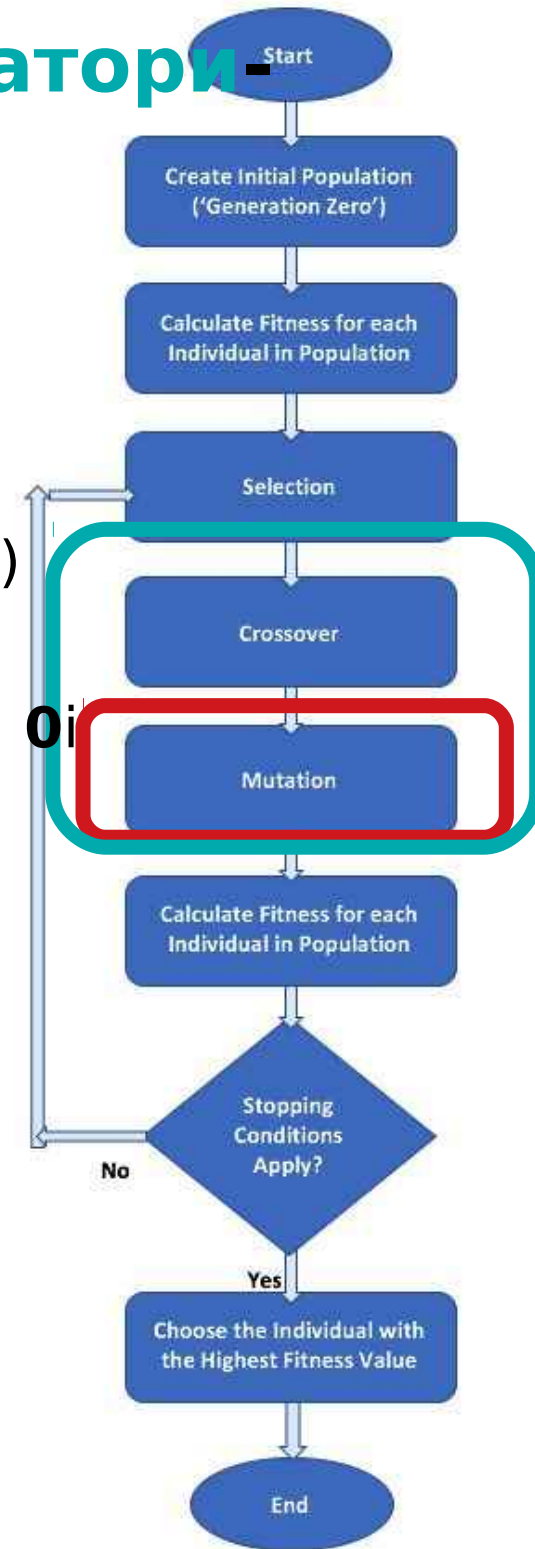 Start
атори-
Create Initial Population
('Generation Zero')
Calculate Fitness for each
Individual in Population
Selection
)
Crossover
0i
Mutation
Calculate Fitness for each
Individual in Population
Stopping
Conditions
Apply?
No
Yes
Choose the Individual with
the Highest Fitness Value
End